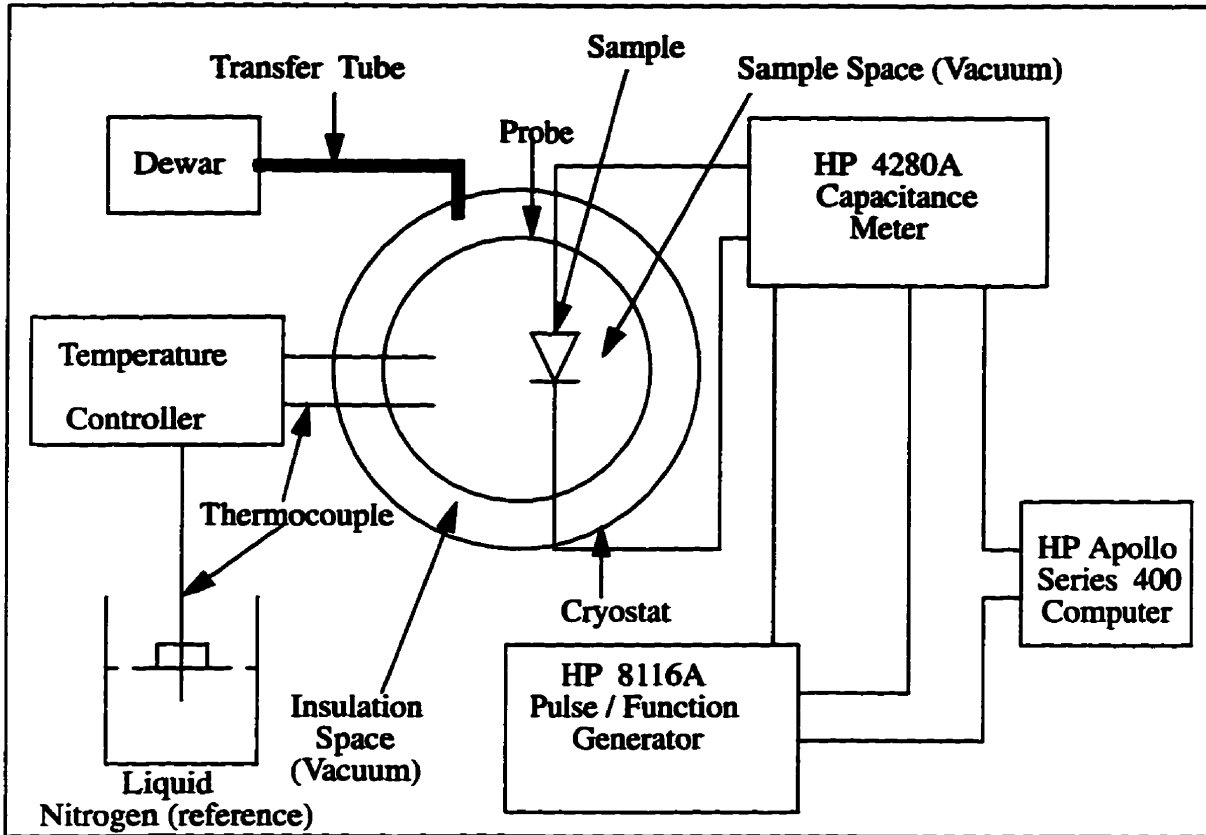 Sample
Transfer Tube
Sample Space (Vacuum)
Probe
Dewar
HP 4280A
Capacitance
Meter
Temperature
Controller
Thermocouple
HP Apollo
Series 400
Computer
Cryostat
HP 8116A
Pulse / Function
Generator
Insulation
Space
(Vacuum)
Liquid
Nitrogen (reference)